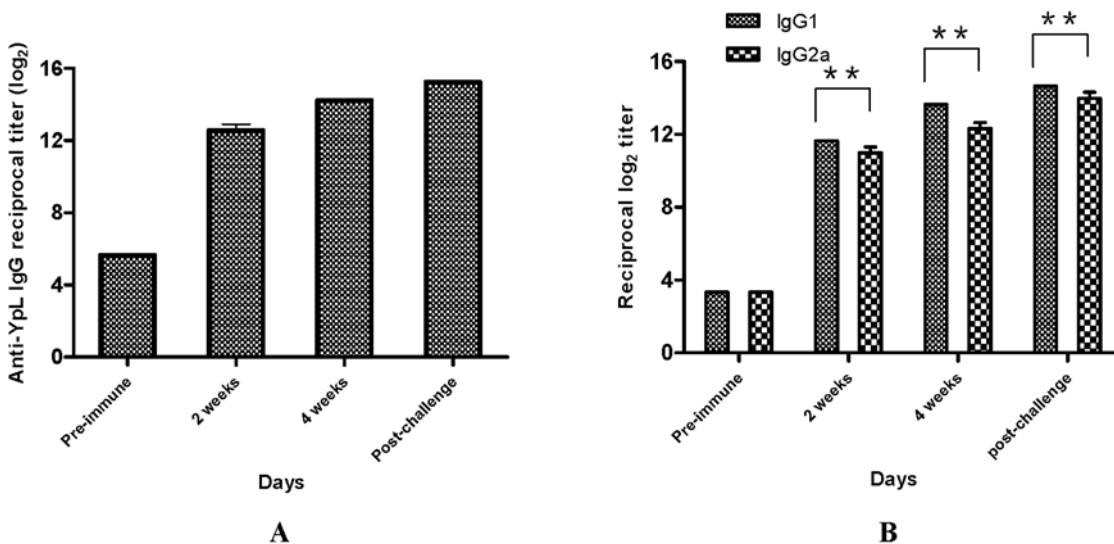 Anti-YpL IgG reciprocal titer (log2)
16
12
8
4
0
Pre-immune
2 weeks
4 weeks
Post-challenge
Days
A
IgG1
IgG2a
Reciprocal log2 titer
16
12
8
4
0
**
**
**
Pre-immune
2 weeks
4 weeks
post-challenge
Days
B